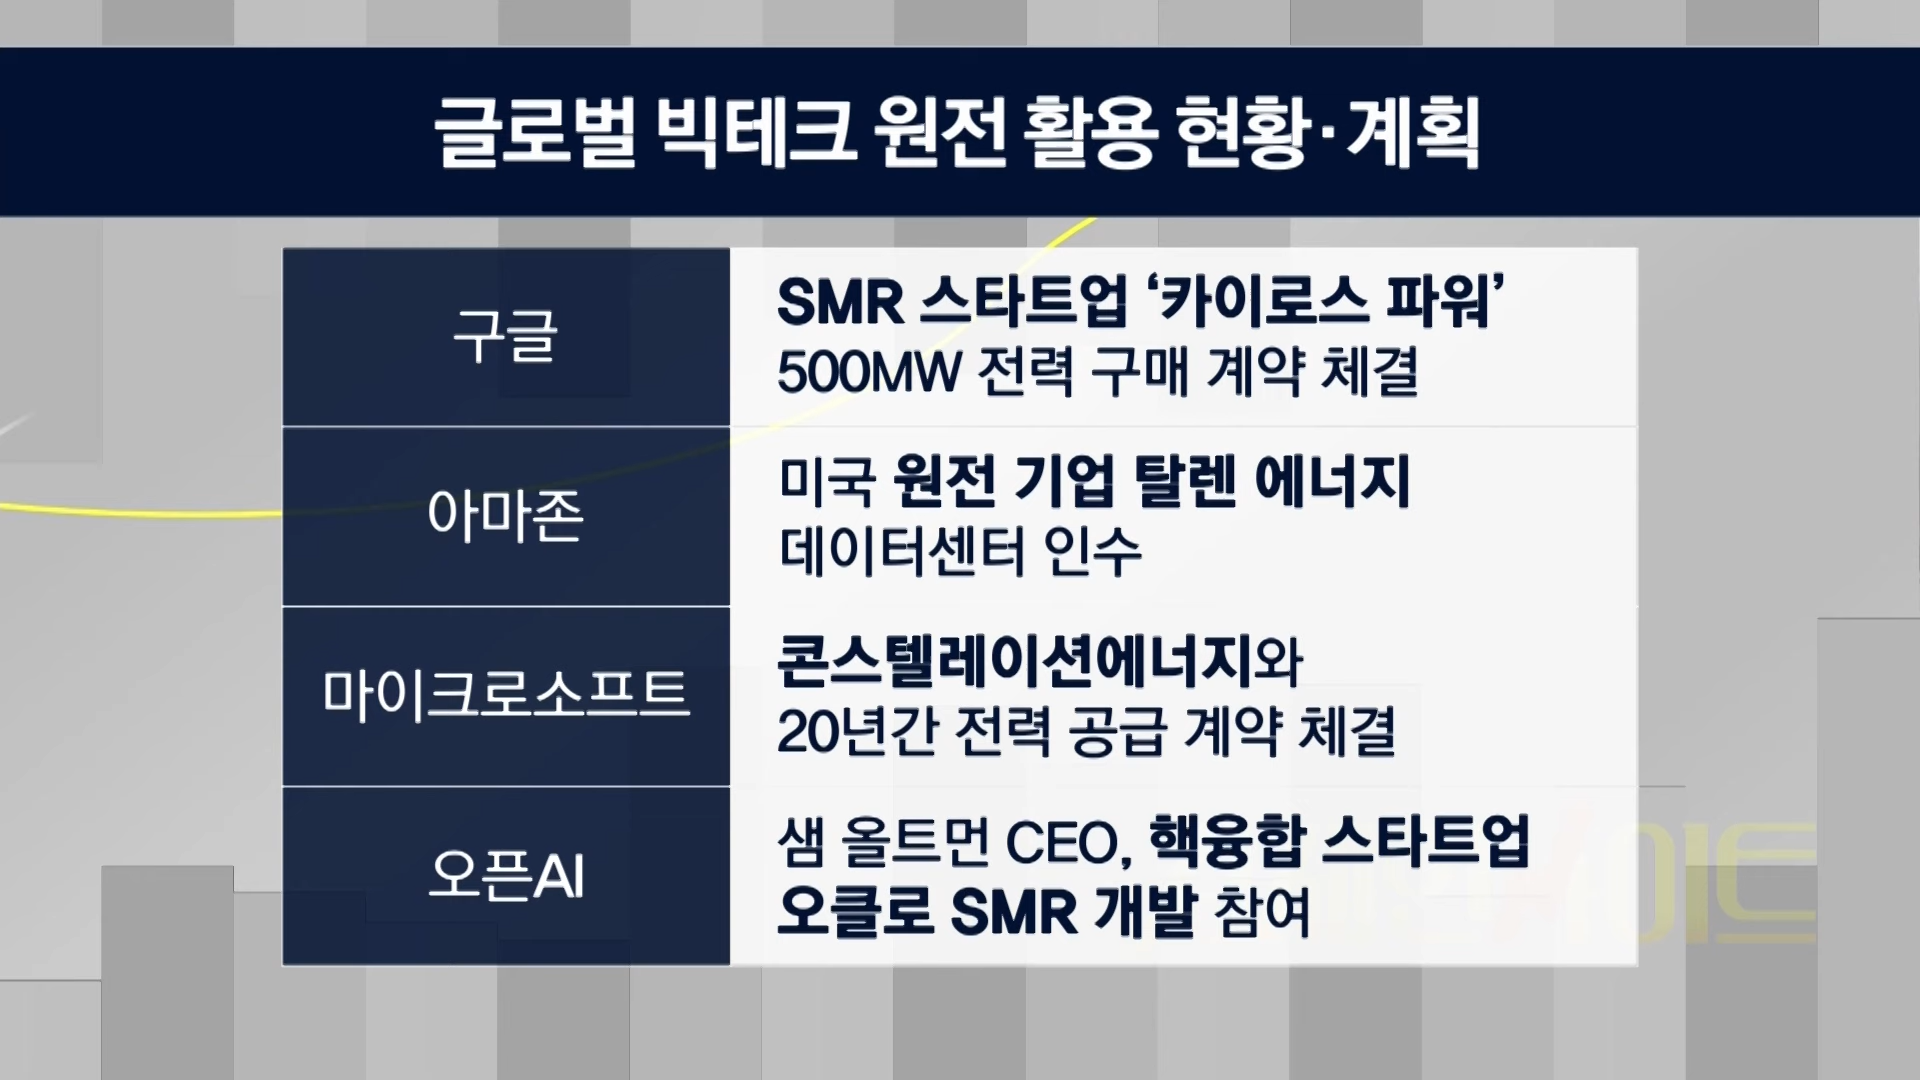 글로벌 빅테크 원전 활용 현황·계획
구글
SMR 스타트업 ‘카이로스 파워’
500MW 전력 구매 계약 체결
아마존
미국 원전 기업 탈렌 에너지
데이터센터 인수
마이크로소프트
콘스텔레이션에너지와
20년간 전력 공급 계약 체결
오픈AI
샘 올트먼 CEO, 핵융합 스타트업
오클로 SMR 개발 참여